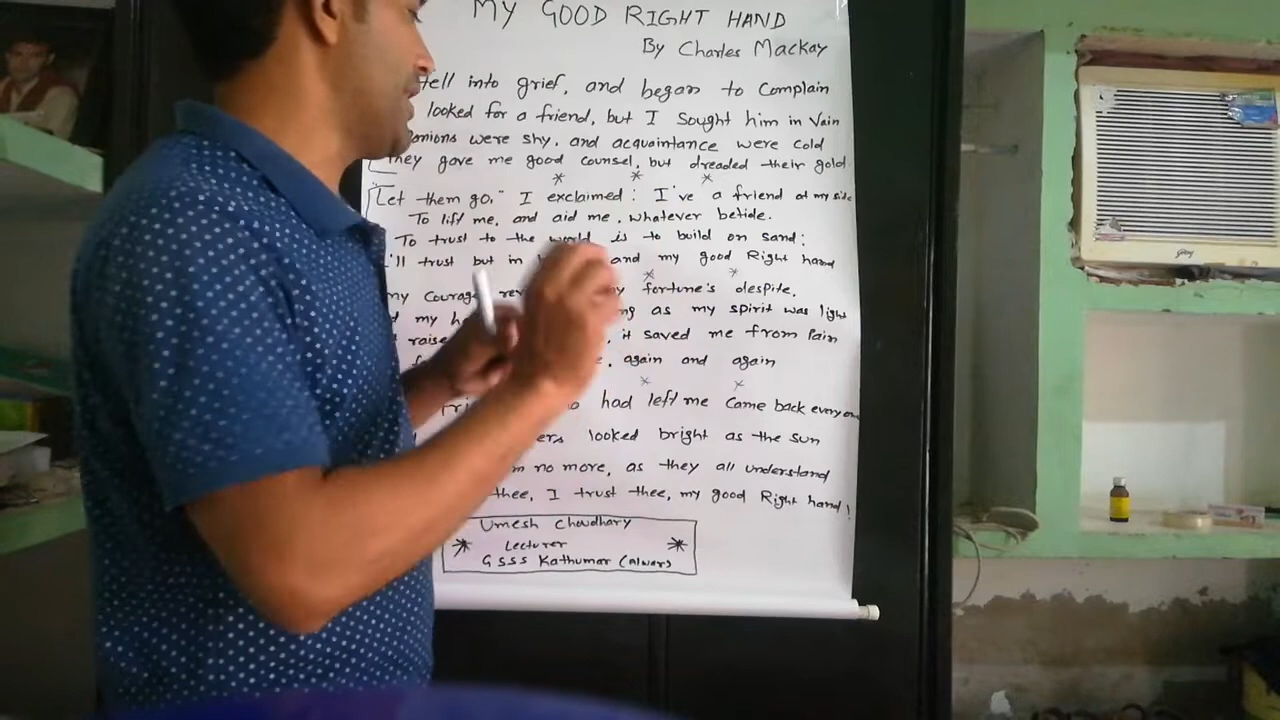 MY GOOD RIGHT HAND
By Charles Mackay
fell into grief, and began to Complain
looked for a friend, but I Sought him in Vain
were shy, and acquaintance were cold
They gave me good counsel, but dreaded their gold
"Let them go," I exclaimed: I've a friend at my side
To lift me, and aid me, whatever betide.
To trust to the world is to build on sand:
I'll trust but in and my good Right hand
my Courage fortune's despite,
my as my spirit was light
it saved me from Pain
again and again
had left me Came back every one
looked bright as the sun
no more, as they all understand
thee, I trust thee, my good Right hand!
Umesh Choudhary
Lecturer
GSSS Kathumar (Alwar)